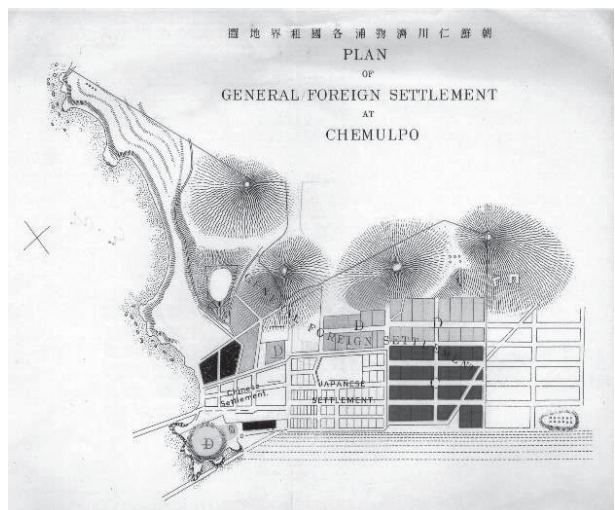 朝鮮仁川濟物浦各國租界地圖
PLAN
OF
GENERAL FOREIGN SETTLEMENT
AT
CHEMULPO
D
D
FOREIGN SETTLEMENT
D
C
Chinese
Settlement.
JAPANESE
SETTLEMENT.
D